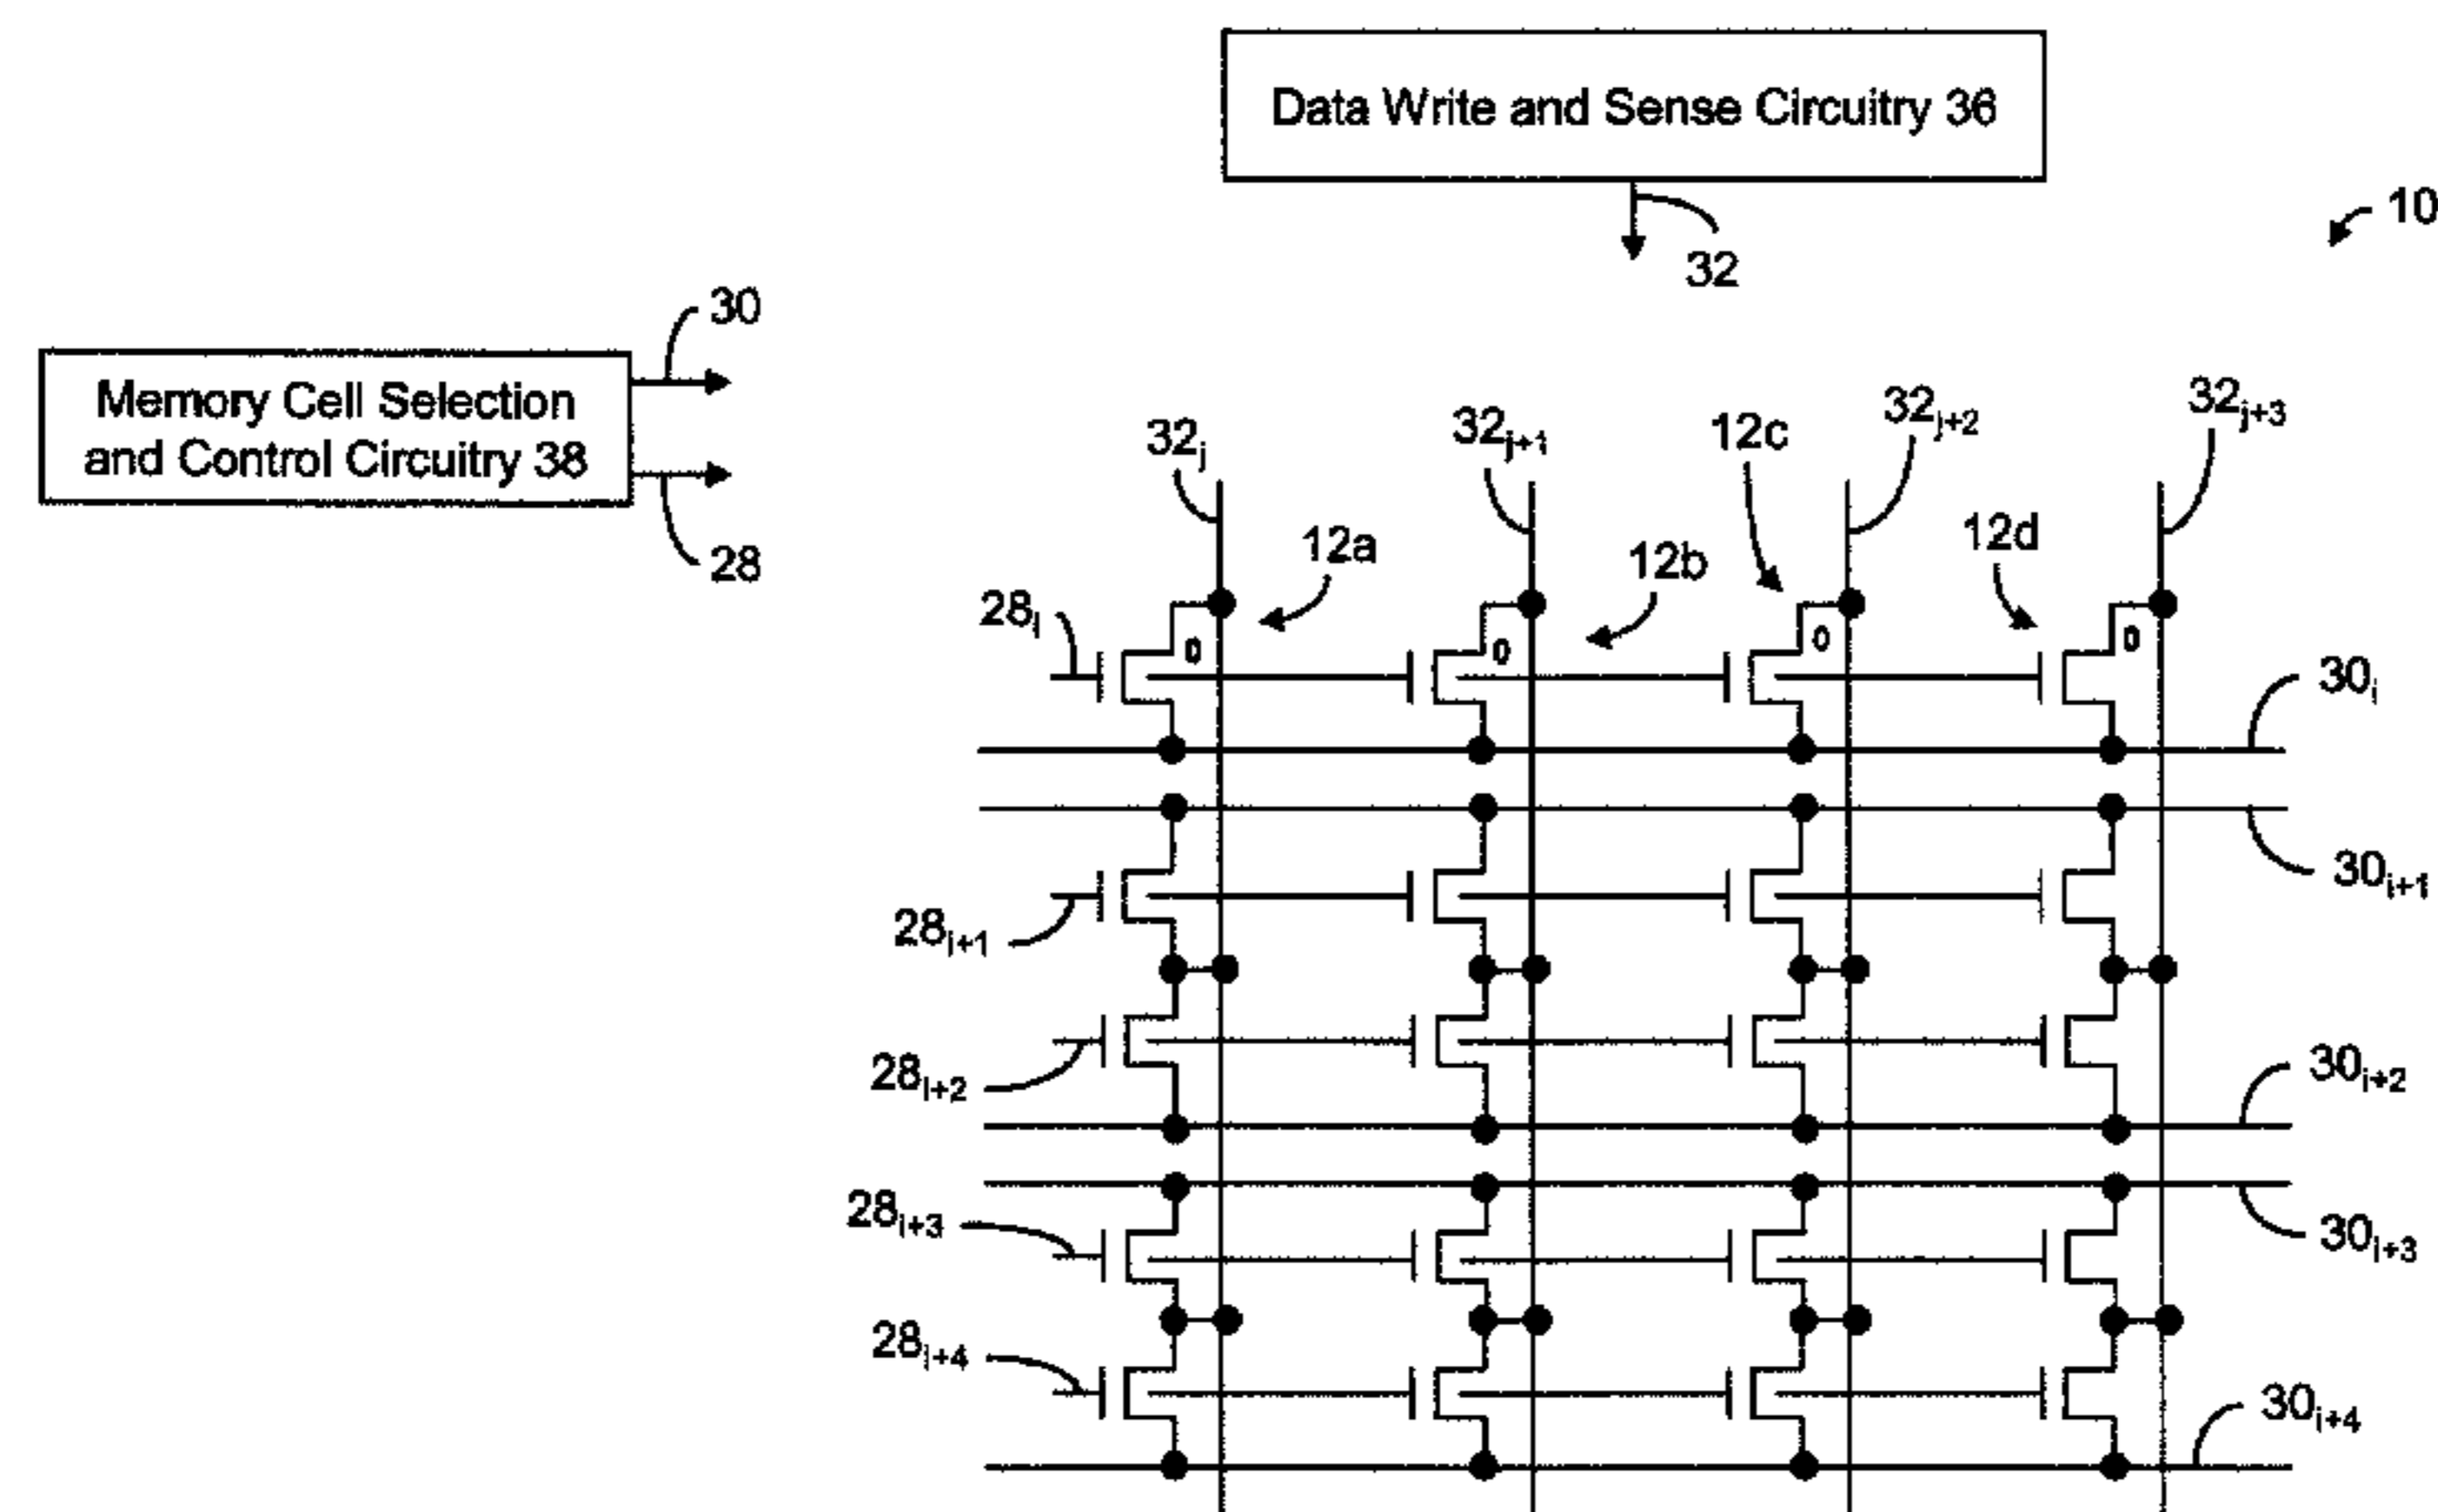 Data Write and Sense Circuitry 36
10
32
30
Memory Cell Selection
and Control Circuitry 38
28
32j
32j+1
12c
32j+2
32j+3
12a
12b
12d
28i
0
0
0
0
30i
30i+1
28i+1
28i+2
30i+2
28i+3
30i+3
28i+4
30i+4